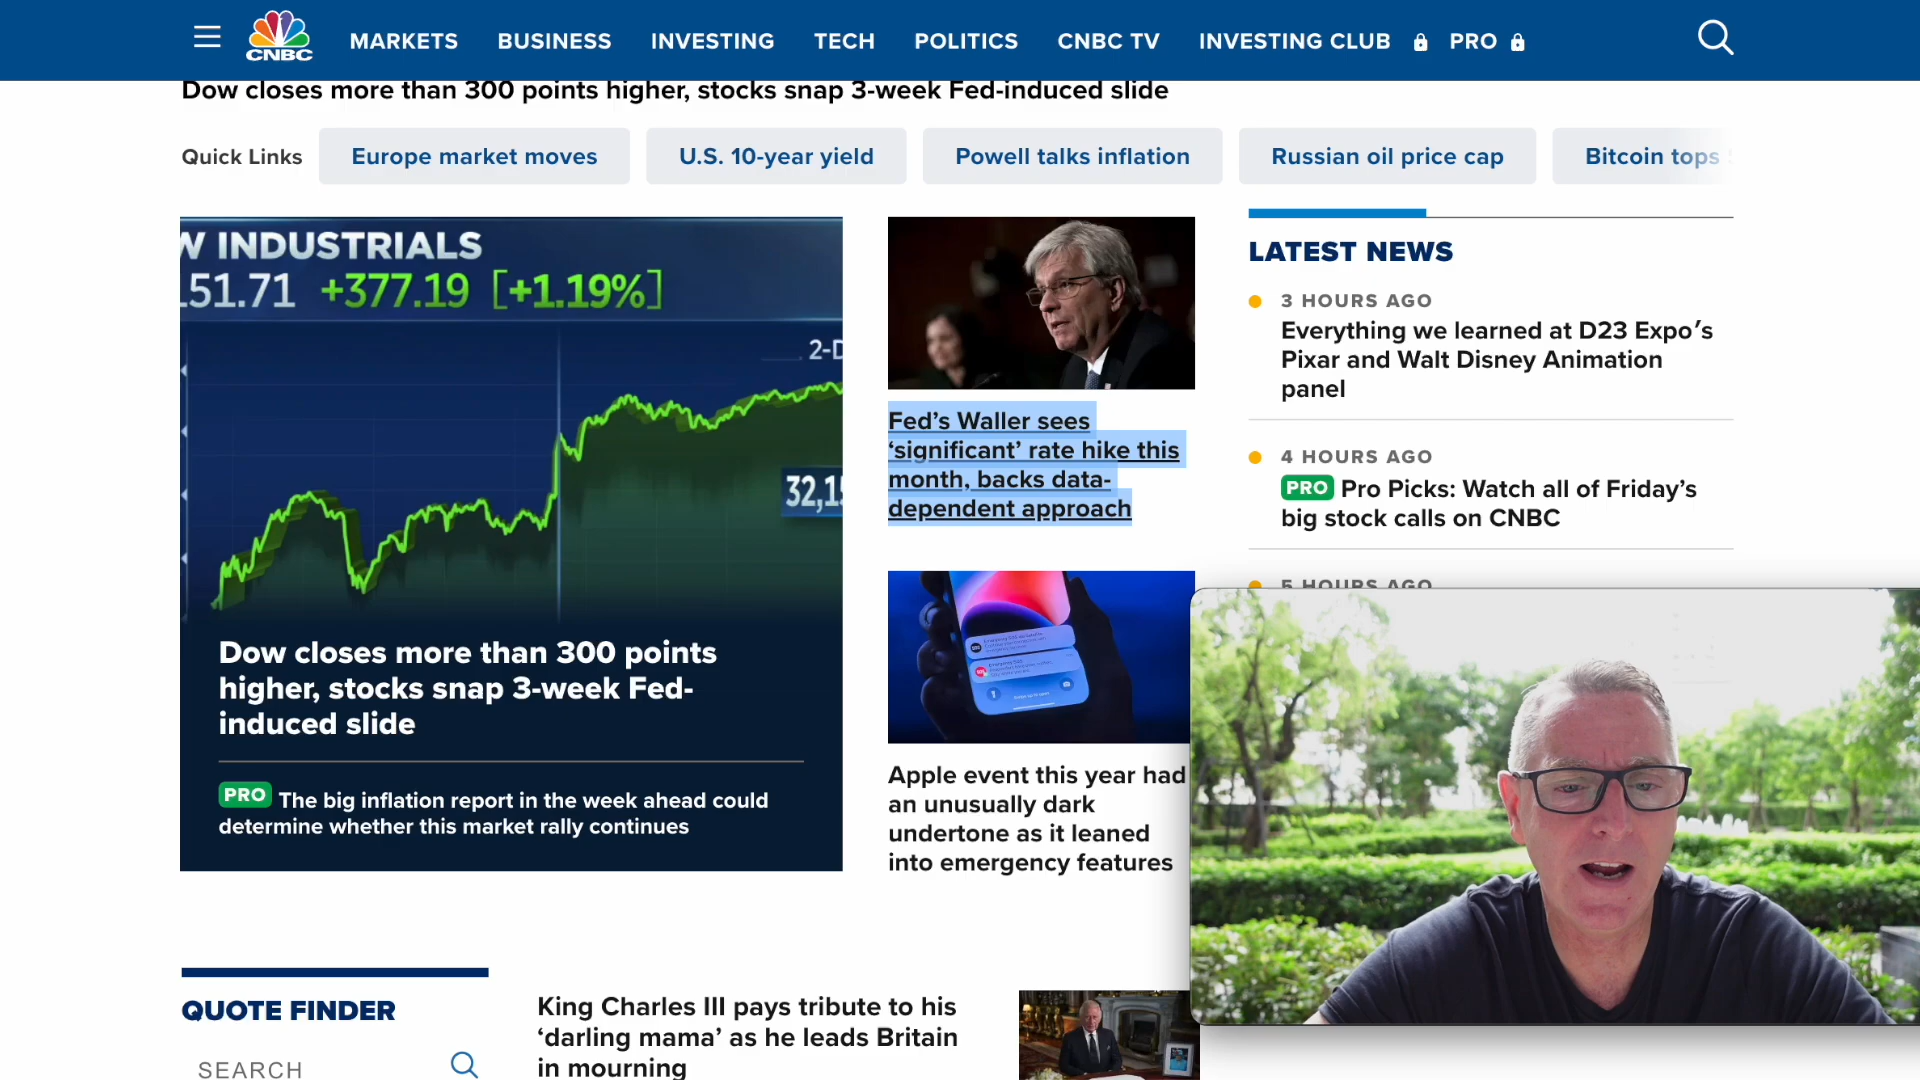 CNBC
MARKETS
BUSINESS
INVESTING
TECH
POLITICS
CNBC TV
INVESTING CLUB
PRO
Dow closes more than 300 points higher, stocks snap 3-week Fed-induced slide
Quick Links
Europe market moves
U.S. 10-year yield
Powell talks inflation
Russian oil price cap
Bitcoin tops
W INDUSTRIALS
151.71 +377.19 [+1.19%]
2-D
32,15
Dow closes more than 300 points
higher, stocks snap 3-week Fed-
induced slide
PRO The big inflation report in the week ahead could
determine whether this market rally continues
Fed’s Waller sees
‘significant’ rate hike this
month, backs data-
dependent approach
Apple event this year had
an unusually dark
undertone as it leaned
into emergency features
LATEST NEWS
3 HOURS AGO
Everything we learned at D23 Expo’s
Pixar and Walt Disney Animation
panel
4 HOURS AGO
PRO Pro Picks: Watch all of Friday’s
big stock calls on CNBC
5 HOURS AGO
QUOTE FINDER
SEARCH
King Charles III pays tribute to his
‘darling mama’ as he leads Britain
in mourning